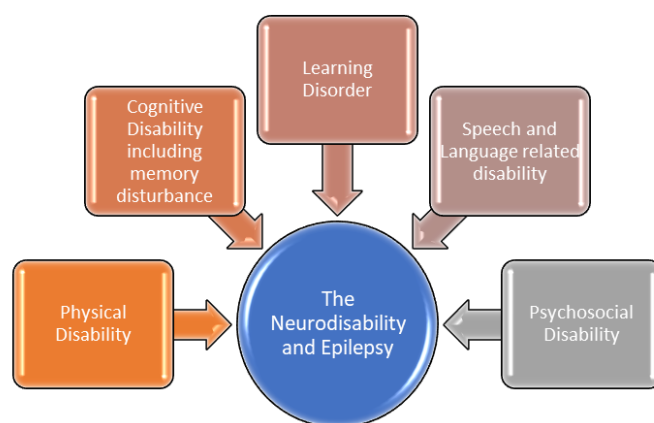 Learning
Disorder
Cognitive
Disability
including
memory
disturbance
Speech and
Language related
disability
Physical
Disability
The
Neurodisability
and Epilepsy
Psychosocial
Disability